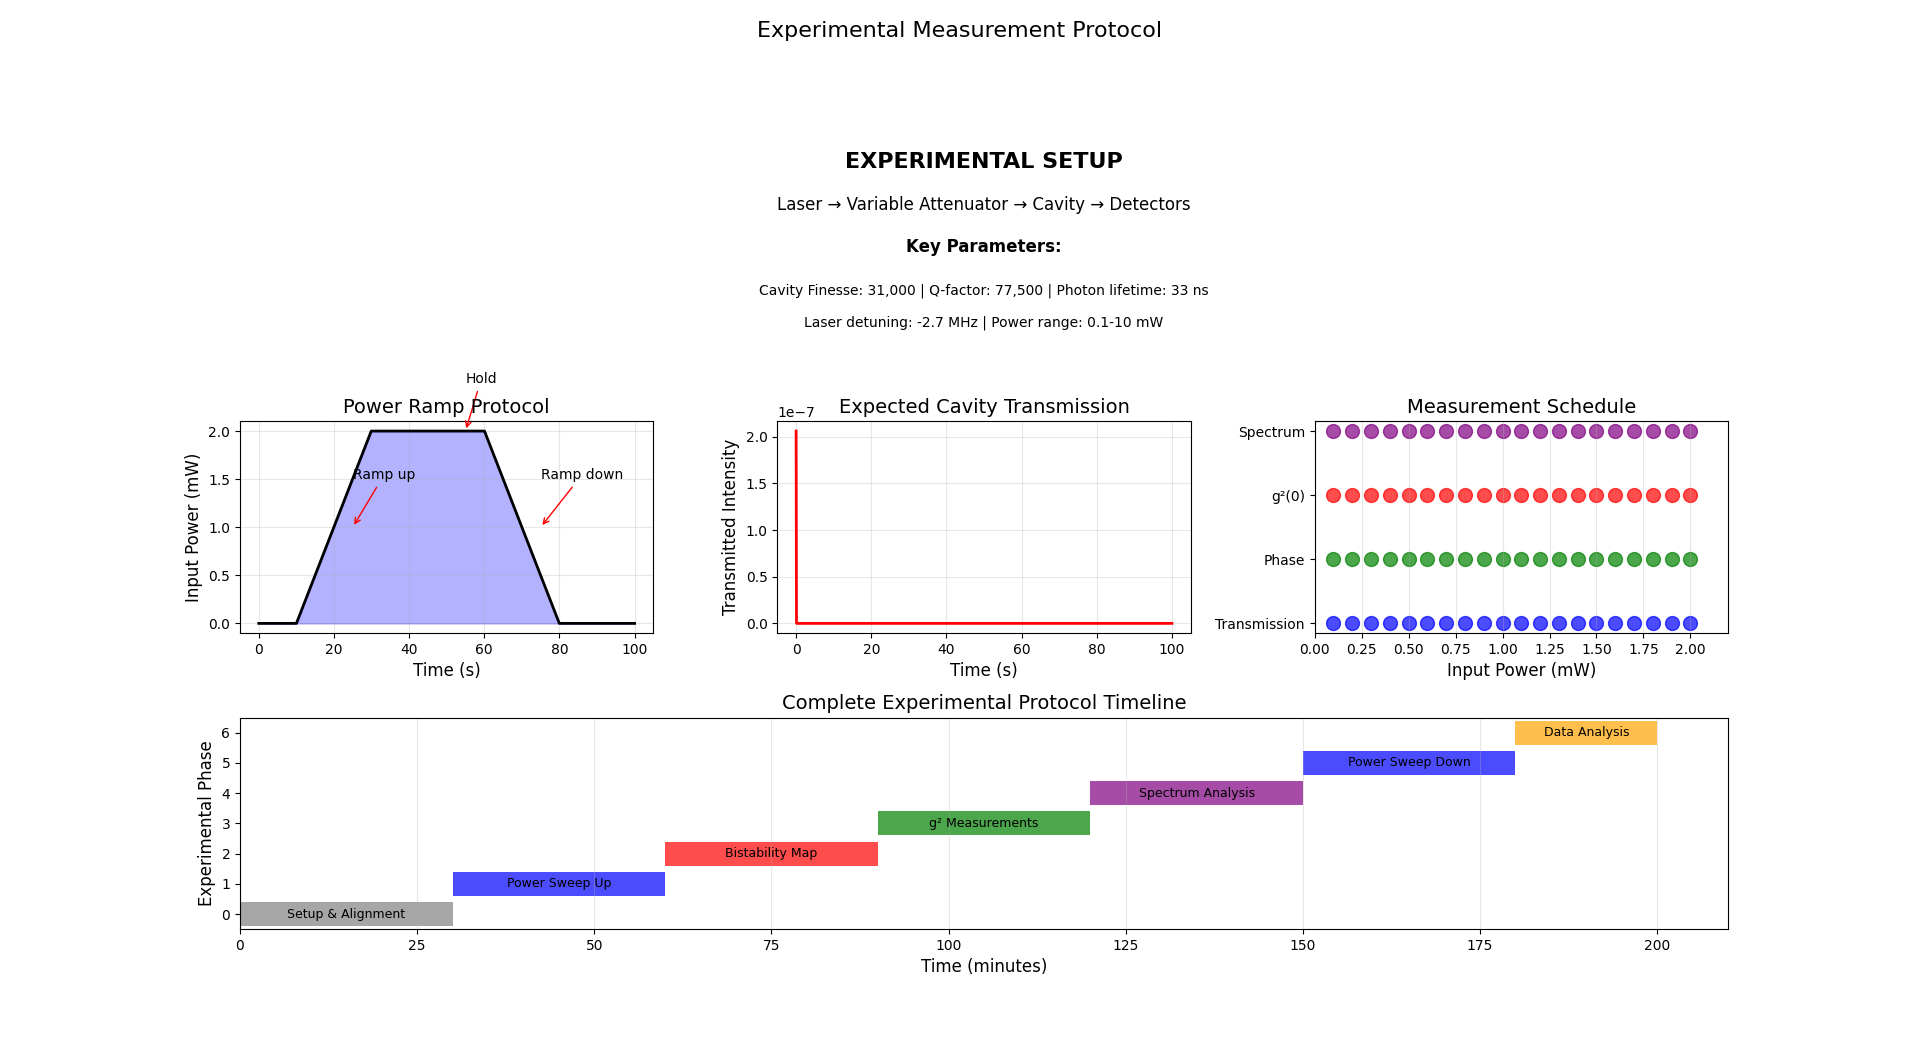 Experimental Measurement Protocol
EXPERIMENTAL SETUP
Laser → Variable Attenuator → Cavity → Detectors
Key Parameters:
Cavity Finesse: 31,000 | Q-factor: 77,500 | Photon lifetime: 33 ns
Laser detuning: -2.7 MHz | Power range: 0.1-10 mW
Hold
Power Ramp Protocol
Ramp up
Ramp down
Input Power (mW)
2.0
1.5
1.0
0.5
0.0
0 20 40 60 80 100
Time (s)
1e−7
Expected Cavity Transmission
Transmitted Intensity
2.0
1.5
1.0
0.5
0.0
0 20 40 60 80 100
Time (s)
Measurement Schedule
Spectrum
g²(0)
Phase
Transmission
0.00 0.25 0.50 0.75 1.00 1.25 1.50 1.75 2.00
Input Power (mW)
Complete Experimental Protocol Timeline
Experimental Phase
6
5
4
3
2
1
0
Data Analysis
Power Sweep Down
Spectrum Analysis
g² Measurements
Bistability Map
Power Sweep Up
Setup & Alignment
0 25 50 75 100 125 150 175 200
Time (minutes)